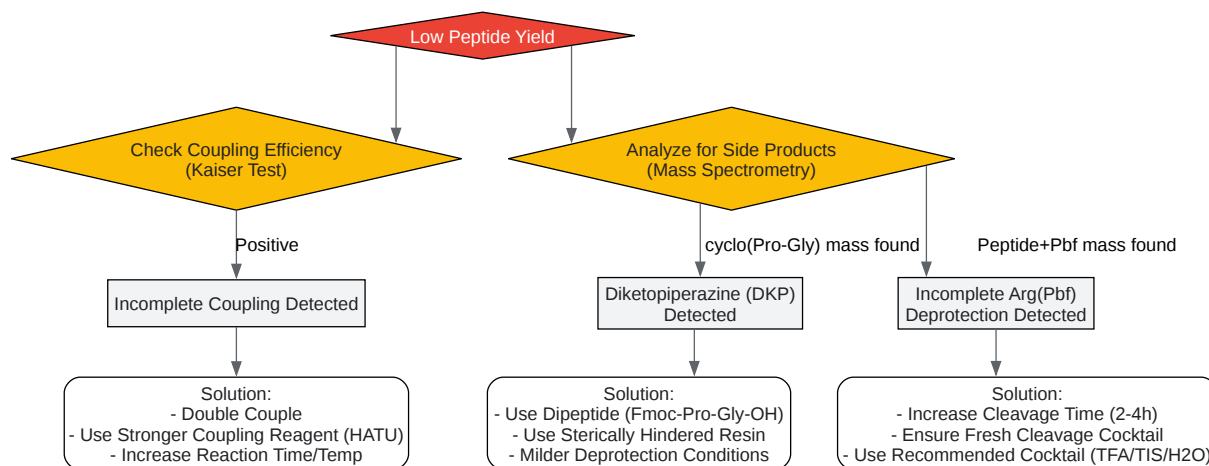 Low Peptide Yield
Check Coupling Efficiency
(Kaiser Test)
Analyze for Side Products
(Mass Spectrometry)
Positive
cyclo(Pro-Gly) mass found
Peptide+Pbf mass found
Incomplete Coupling Detected
Diketopiperazine (DKP)
Detected
Incomplete Arg(Pbf)
Deprotection Detected
Solution:
- Double Couple
- Use Stronger Coupling Reagent (HATU)
- Increase Reaction Time/Temp
Solution:
- Use Dipeptide (Fmoc-Pro-Gly-OH)
- Use Sterically Hindered Resin
- Milder Deprotection Conditions
Solution:
- Increase Cleavage Time (2-4h)
- Ensure Fresh Cleavage Cocktail
- Use Recommended Cocktail (TFA/TIS/H2O)